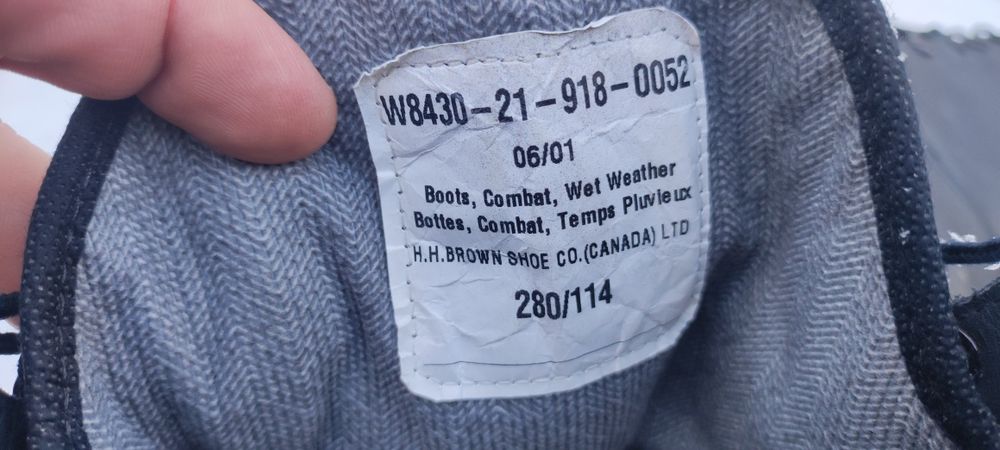 W8430-21-918-0052
06/01
Boots, Combat, Wet Weather
Bottes, Combat, Temps Pluvieux
H.H.BROWN SHOE CO.(CANADA) LTD
280/114